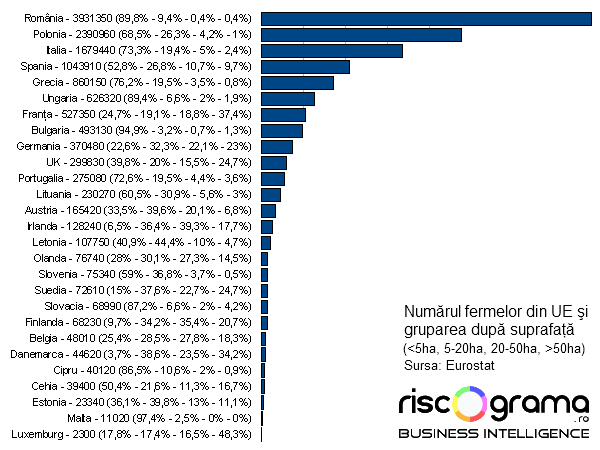 România - 3931350 (89,8% - 9,4% - 0,4% - 0,4%)
Polonia - 2390960 (68,5% - 26,3% - 4,2% - 1%)
Italia - 1679440 (73,3% - 19,4% - 5% - 2,4%)
Spania - 1043910 (52,8% - 26,8% - 10,7% - 9,7%)
Grecia - 860150 (76,2% - 19,5% - 3,5% - 0,8%)
Ungaria - 626320 (89,4% - 6,6% - 2% - 1,9%)
Franţa - 527350 (24,7% - 19,1% - 18,8% - 37,4%)
Bulgaria - 493130 (94,9% - 3,2% - 0,7% - 1,3%)
Germania - 370480 (22,6% - 32,3% - 22,1% - 23%)
UK - 299830 (39,8% - 20% - 15,5% - 24,7%)
Portugalia - 275080 (72,6% - 19,5% - 4,4% - 3,6%)
Lituania - 230270 (60,5% - 30,9% - 5,6% - 3%)
Austria - 165420 (33,5% - 39,6% - 20,1% - 6,8%)
Irlanda - 128240 (6,5% - 36,4% - 39,3% - 17,7%)
Letonia - 107750 (40,9% - 44,4% - 10% - 4,7%)
Olanda - 76740 (28% - 30,1% - 27,3% - 14,5%)
Slovenia - 75340 (59% - 36,8% - 3,7% - 0,5%)
Suedia - 72610 (15% - 37,6% - 22,7% - 24,7%)
Slovacia - 68990 (87,2% - 6,6% - 2% - 4,2%)
Finlanda - 68230 (9,7% - 34,2% - 35,4% - 20,7%)
Belgia - 48010 (25,4% - 28,5% - 27,8% - 18,3%)
Danemarca - 44620 (3,7% - 38,6% - 23,5% - 34,2%)
Cipru - 40120 (86,5% - 10,6% - 2% - 0,9%)
Cehia - 39400 (50,4% - 21,6% - 11,3% - 16,7%)
Estonia - 23340 (36,1% - 39,8% - 13% - 11,1%)
Malta - 11020 (97,4% - 2,5% - 0% - 0%)
Luxemburg - 2300 (17,8% - 17,4% - 16,5% - 48,3%)
Numărul fermelor din UE şi
gruparea după suprafaţă
(<5ha, 5-20ha, 20-50ha, >50ha)
Sursa: Eurostat
riscograma
.ro
BUSINESS INTELLIGENCE